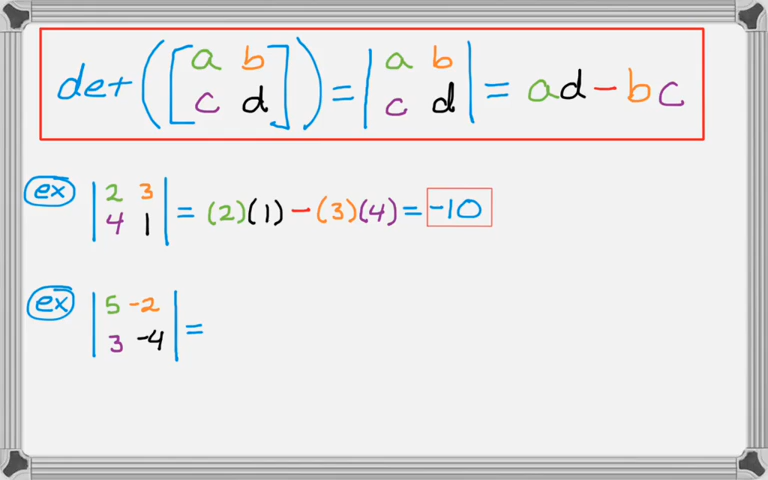 det([a b c d]) = |a b c d| = ad - bc
ex |2 3 4 1| = (2)(1) - (3)(4) = -10
ex |5 -2 3 -4| =